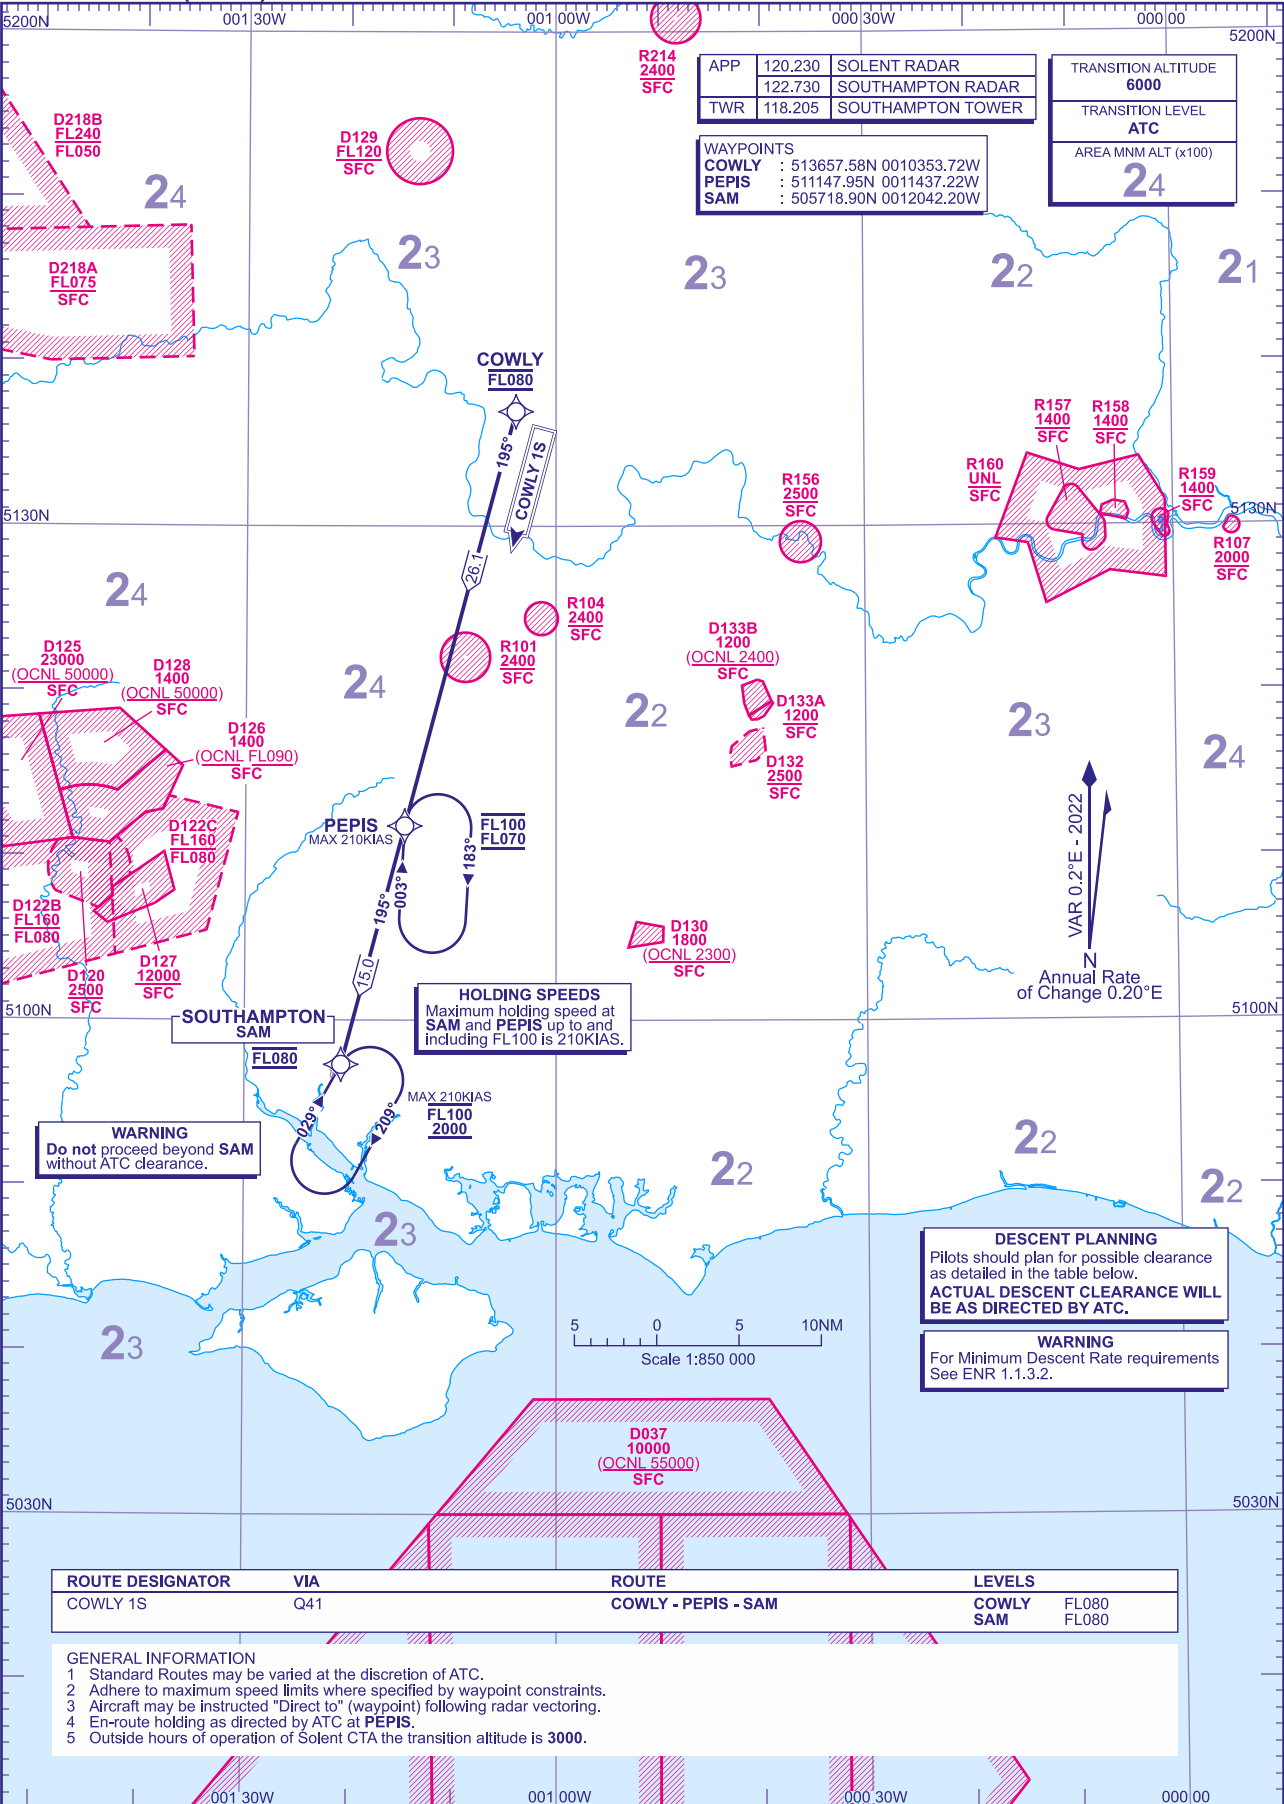 001 30W
001 00W
000 30W
000 00
5200N
5200N
R214
2400
SFC
APP 120.230 SOLENT RADAR
122.730 SOUTHAMPTON RADAR
TWR 118.205 SOUTHAMPTON TOWER
TRANSITION ALTITUDE
6000
TRANSITION LEVEL
ATC
AREA MNM ALT (x100)
24
WAYPOINTS
COWLY : 513657.58N 0010353.72W
PEPIS : 511147.95N 0011437.22W
SAM : 505718.90N 0012042.20W
D218B
FL240
FL050
D129
FL120
SFC
24
23
23
22
21
D218A
FL075
SFC
COWLY
FL080
195°
COWLY 1S
R157
1400
SFC
R158
1400
SFC
R160
UNL
SFC
R159
1400
SFC
R156
2500
SFC
5130N
5130N
R107
2000
SFC
26.1
24
R104
2400
SFC
R101
2400
SFC
D133B
1200
(OCNL 2400)
SFC
D125
23000
(OCNL 50000)
SFC
D128
1400
(OCNL 50000)
SFC
24
22
D133A
1200
SFC
23
24
D126
1400
(OCNL FL090)
SFC
D132
2500
SFC
PEPIS
MAX 210KIAS
FL100
FL070
183°
003°
195°
D122C
FL160
FL080
VAR 0.2°E - 2022
N
Annual Rate
of Change 0.20°E
D122B
FL160
FL080
D130
1800
(OCNL 2300)
SFC
D127
12000
SFC
D120
2500
SFC
15.0
HOLDING SPEEDS
Maximum holding speed at
SAM and PEPIS up to and
including FL100 is 210KIAS.
5100N
5100N
SOUTHAMPTON
SAM
FL080
MAX 210KIAS
FL100
2000
029°
209°
WARNING
Do not proceed beyond SAM
without ATC clearance.
22
22
22
23
DESCENT PLANNING
Pilots should plan for possible clearance
as detailed in the table below.
ACTUAL DESCENT CLEARANCE WILL
BE AS DIRECTED BY ATC.
23
5 0 5 10NM
Scale 1:850 000
WARNING
For Minimum Descent Rate requirements
See ENR 1.1.3.2.
D037
10000
(OCNL 55000)
SFC
5030N
5030N
ROUTE DESIGNATOR VIA ROUTE LEVELS
COWLY 1S Q41 COWLY - PEPIS - SAM COWLY FL080
SAM FL080
GENERAL INFORMATION
1 Standard Routes may be varied at the discretion of ATC.
2 Adhere to maximum speed limits where specified by waypoint constraints.
3 Aircraft may be instructed "Direct to" (waypoint) following radar vectoring.
4 En-route holding as directed by ATC at PEPIS.
5 Outside hours of operation of Solent CTA the transition altitude is 3000.
001 30W
001 00W
000 30W
000 00